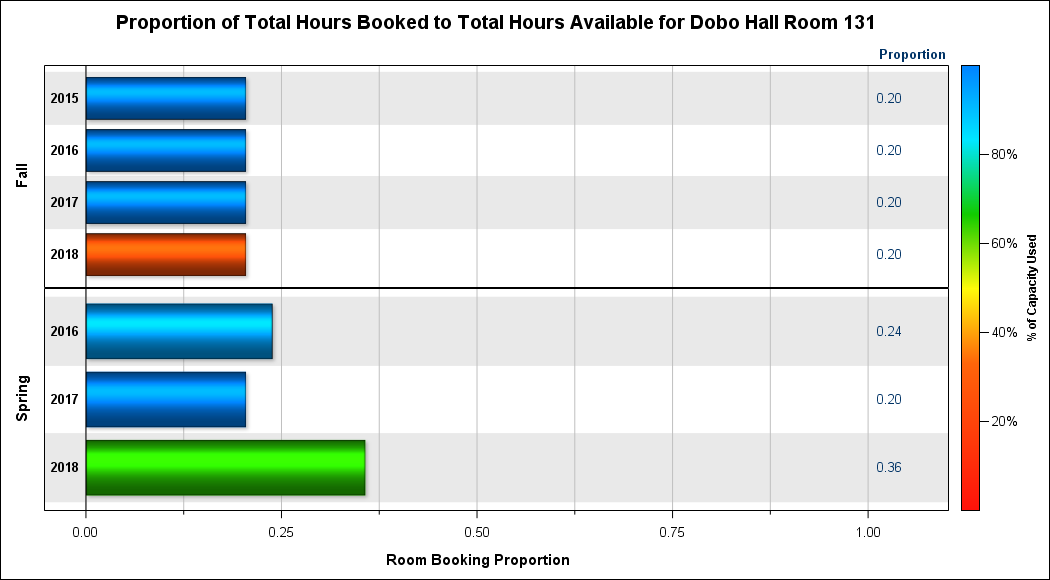 Proportion of Total Hours Booked to Total Hours Available for Dobo Hall Room 131
Proportion
Fall
2015 0.20
2016 0.20
2017 0.20
2018 0.20
Spring
2016 0.24
2017 0.20
2018 0.36
0.00 0.25 0.50 0.75 1.00
Room Booking Proportion
80%
60%
40%
20%
% of Capacity Used